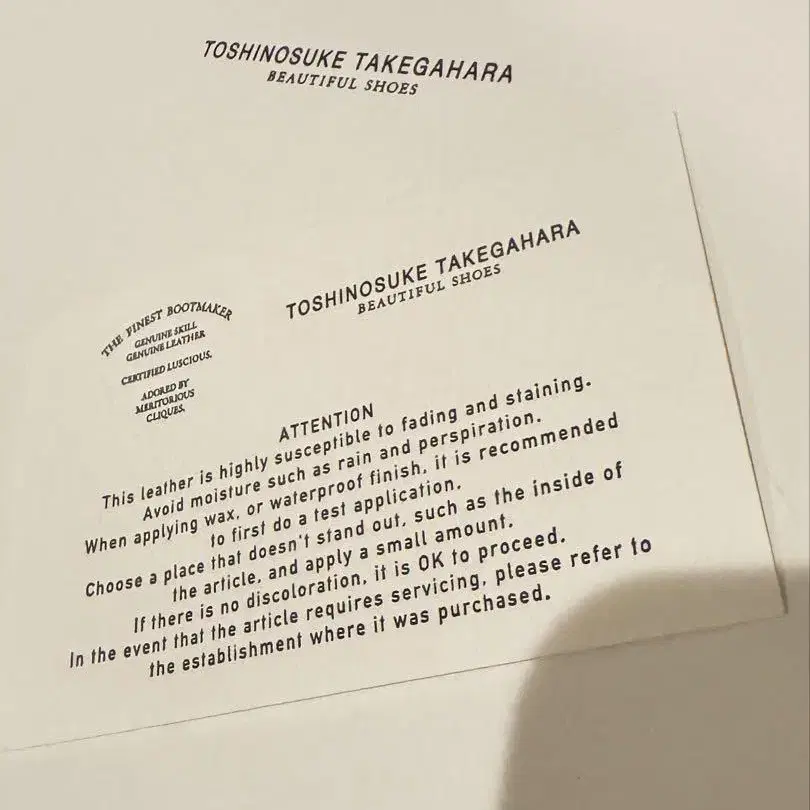 TOSHINOSUKE TAKEGAHARA
BEAUTIFUL SHOES
TOSHINOSUKE TAKEGAHARA
BEAUTIFUL SHOES
THE FINEST BOOTMAKER
GENUINE SKILL
GENUINE LEATHER
CERTIFIED LUSCIOUS.
ADORED BY
MERITORIOUS
CLIQUES.
ATTENTION
This leather is highly susceptible to fading and staining.
Avoid moisture such as rain and perspiration.
When applying wax, or waterproof finish, it is recommended
to first do a test application.
Choose a place that doesn't stand out, such as the inside of
the article, and apply a small amount.
If there is no discoloration, it is OK to proceed.
In the event that the article requires servicing, please refer to
the establishment where it was purchased.